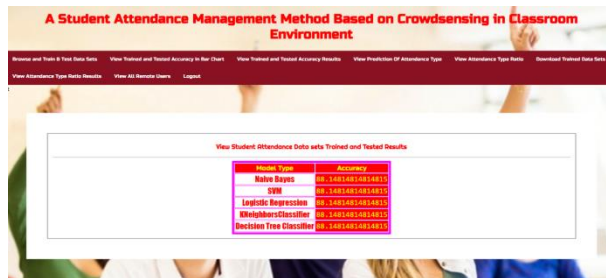 A Student Attendance Management Method Based on Crowdsensing in Classroom
Environment
Browse and Train & Test Data Sets View Trained and Tested Accuracy in Bar Chart View Trained and Tested Accuracy Results View Prediction Of Attendance Type View Attendance Type Ratio Download Trained Data Sets
View Attendance Type Ratio Results View All Remote Users Logout
View Student Attendance Data sets Trained and Tested Results
Model Type Accuracy
Naive Bayes 88.14814814814815
SVM 88.14814814814815
Logistic Regression 88.14814814814815
KNeighborsClassifier 88.14814814814815
Decision Tree Classifier 88.14814814814815